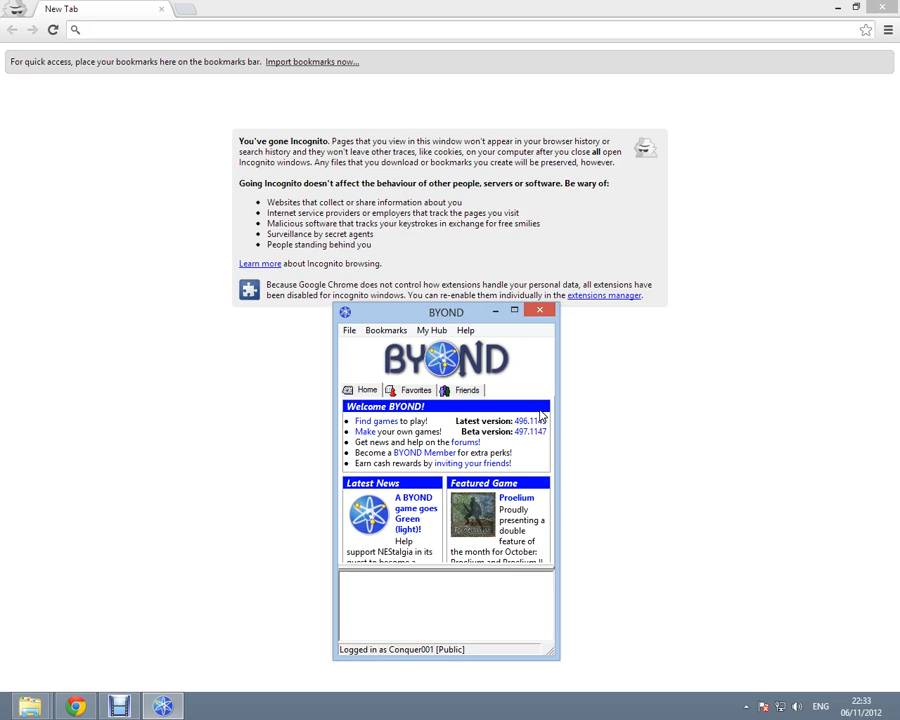 New Tab
For quick access, place your bookmarks here on the bookmarks bar. Import bookmarks now...
You've gone Incognito. Pages that you view in this window won't appear in your browser history or
search history and they won't leave other traces, like cookies, on your computer after you close all open
Incognito windows. Any files that you download or bookmarks you create will be preserved, however.
Going Incognito doesn't affect the behaviour of other people, servers or software. Be wary of:
Websites that collect or share information about you
Internet service providers or employers that track the pages you visit
Malicious software that tracks your keystrokes in exchange for free smilies
Surveillance by secret agents
People standing behind you
Learn more about Incognito browsing.
Because Google Chrome does not control how extensions handle your personal data, all extensions
have been disabled for incognito windows. You can re-enable them individually in the extensions manager.
BYOND
File Bookmarks My Hub Help
BYOND
Home Favorites Friends
Welcome BYOND!
Find games to play! Latest version:
Make your own games! Beta version: 497.1147
Get news and help on the forums!
Become a BYOND Member for extra perks!
Earn cash rewards by inviting your friends!
Latest News
A BYOND
game goes
Green
(light)!
Help
support NEStalgia in its
quest to become a
Featured Game
Proelium
Proudly
presenting a
double
feature of
the month for October:
Proelium and Proelium II
Logged in as Conquer001 [Public]
ENG
22:33
06/11/2012